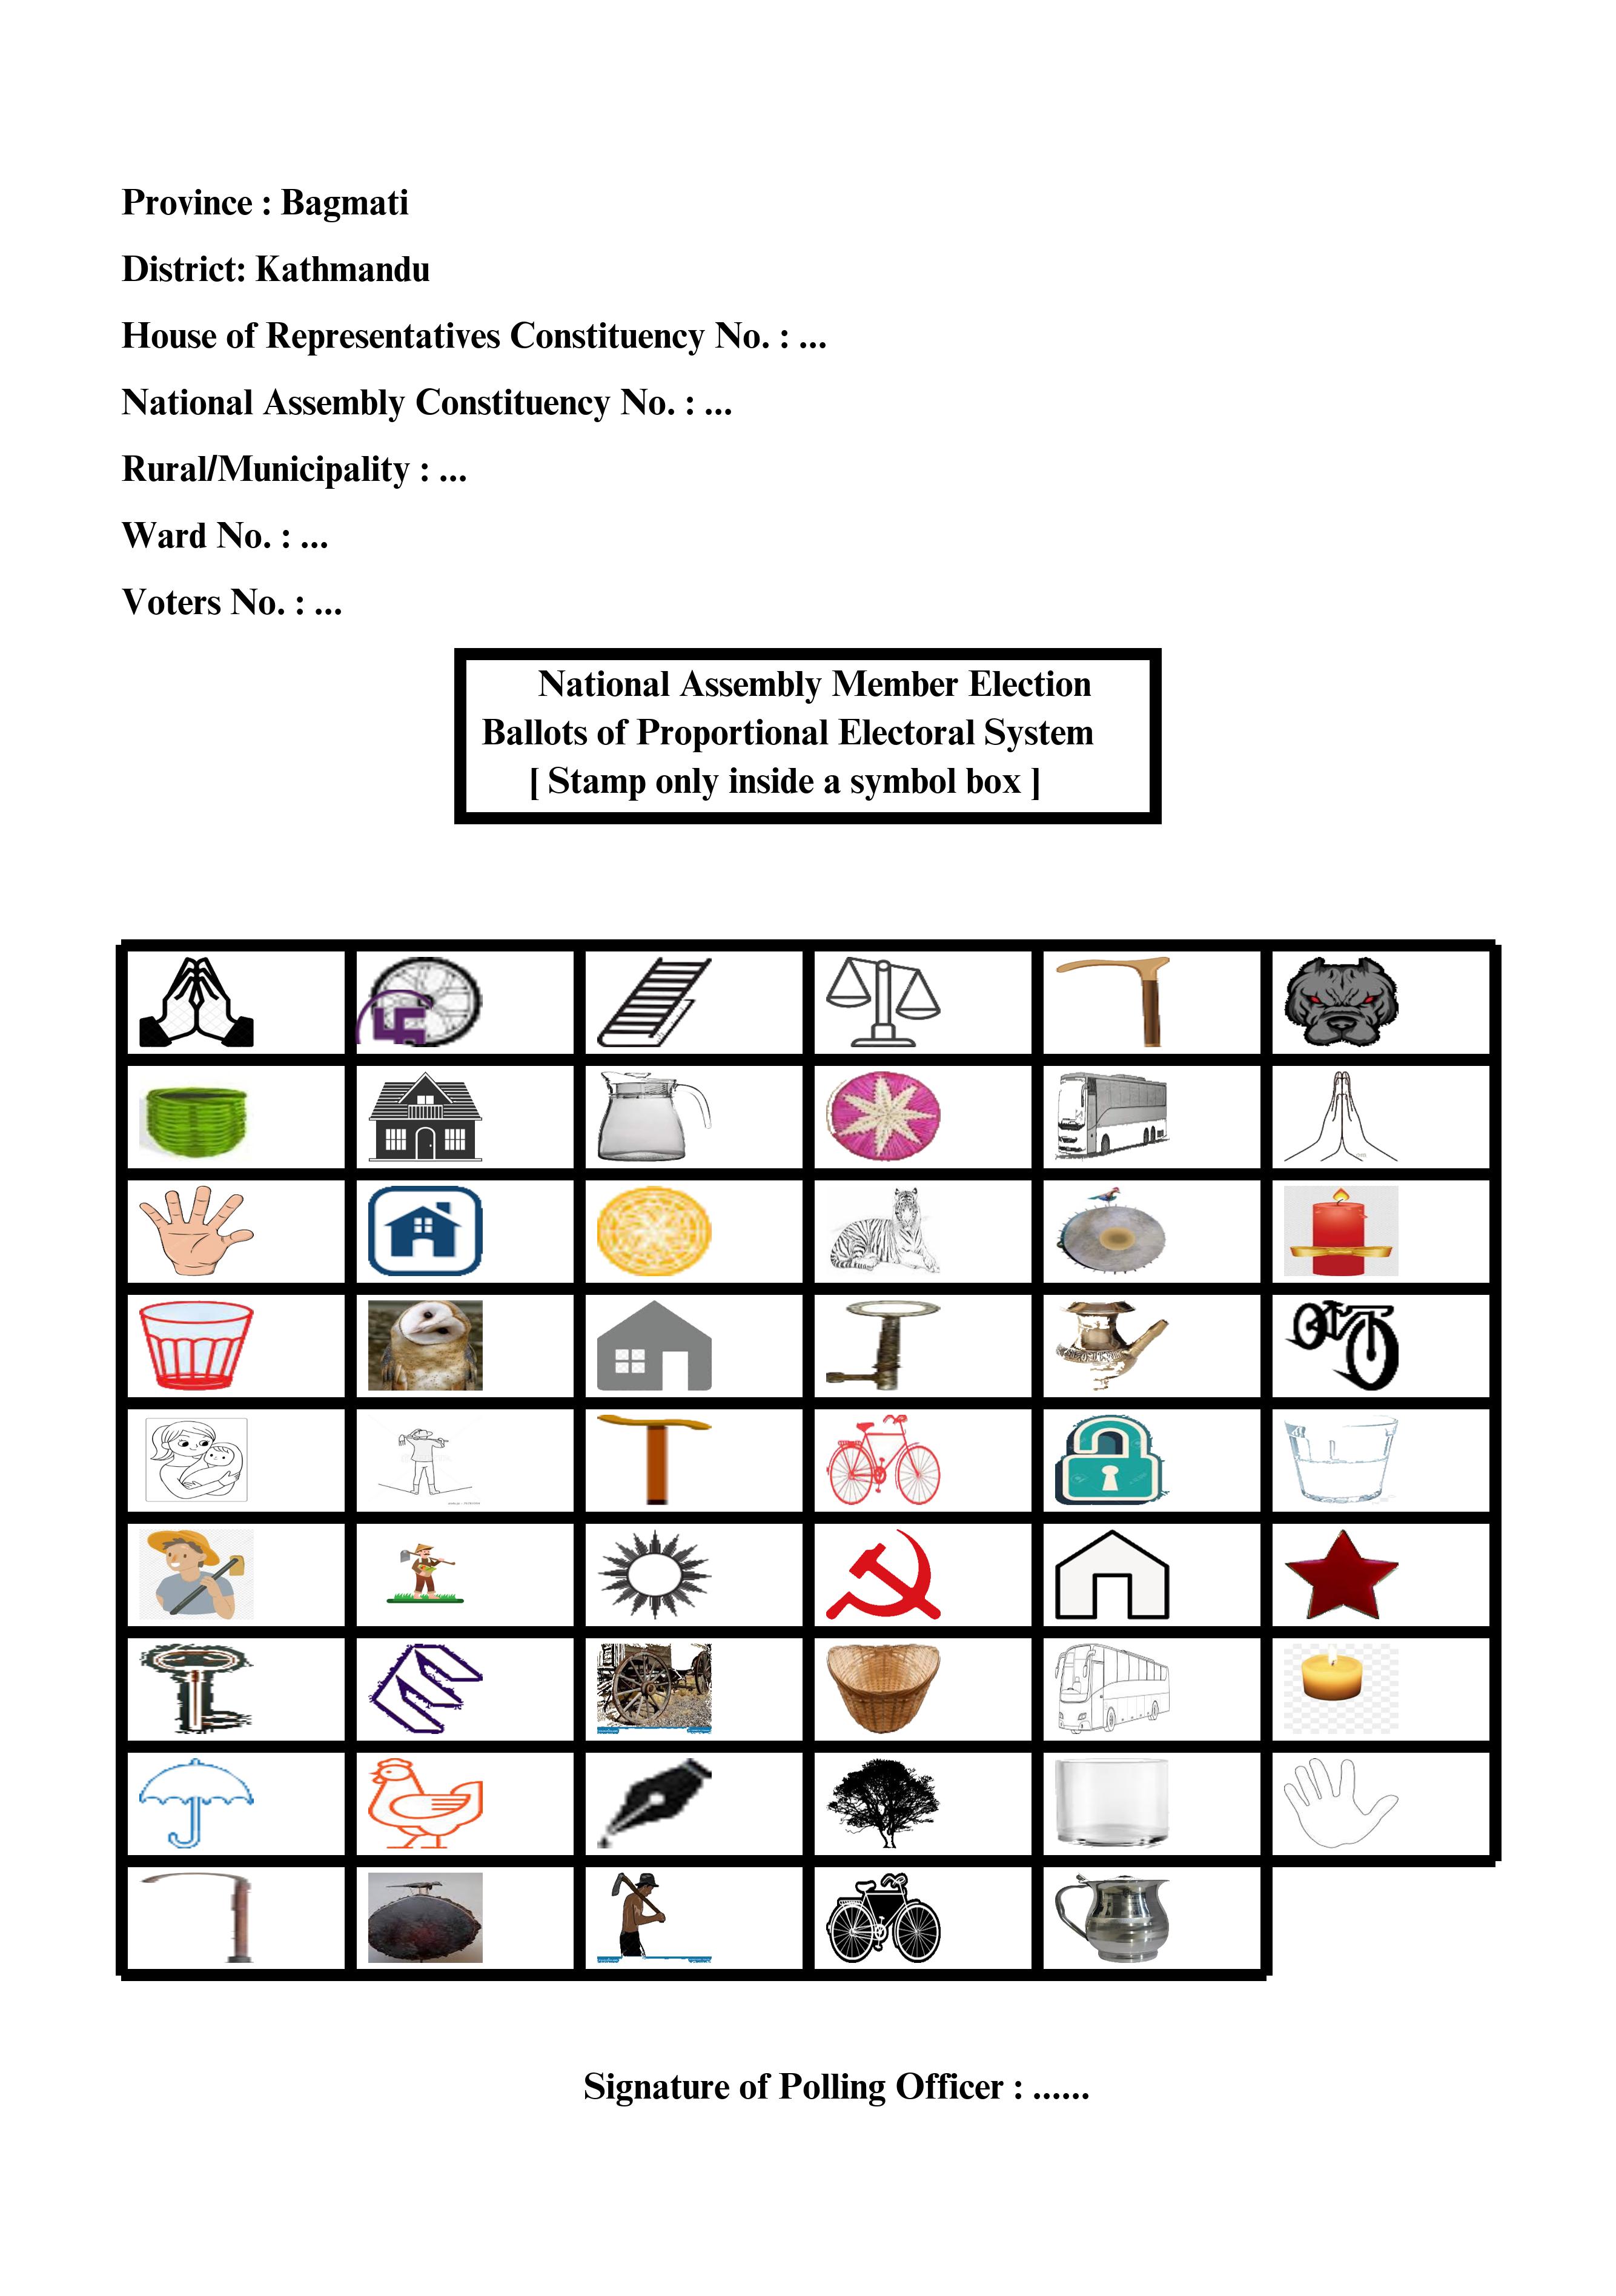 Province : Bagmati
District: Kathmandu
House of Representatives Constituency No. : ...
National Assembly Constituency No. : ...
Rural/Municipality : ...
Ward No. : ...
Voters No. : ...
National Assembly Member Election
Ballots of Proportional Electoral System
[ Stamp only inside a symbol box ]
Signature of Polling Officer : ......